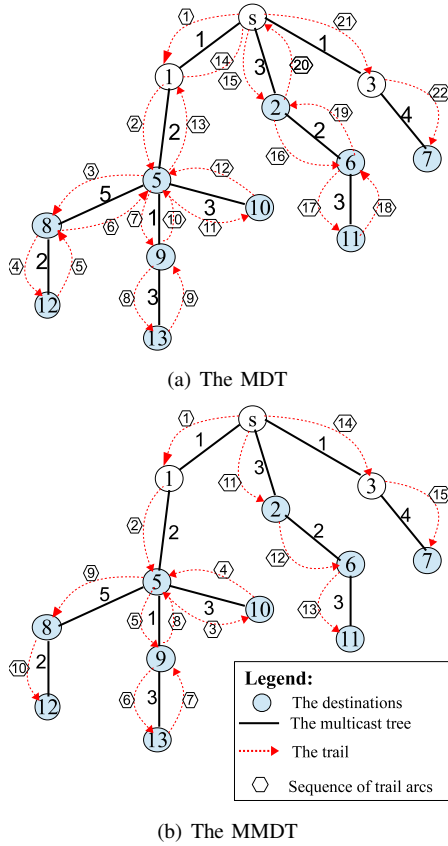 1 s 21
1 14 1
15 3 20 3 22
1 2 4
2 13 2 19 7
16 2 6
3 12 17 3 18
5 5 3 10 11
8 6 7 1 10 11
4 2 5 9
12 8 3 9
13
(a) The MDT
1 s 14
1 1
11 3 3 15
1 2 4
2 2 2 7
12 6
9 4 13 3
5 5 3 10 11
8 5 1 8 3
10 2 9
12 6 3 7
13
Legend:
The destinations
The multicast tree
The trail
Sequence of trail arcs
(b) The MMDT